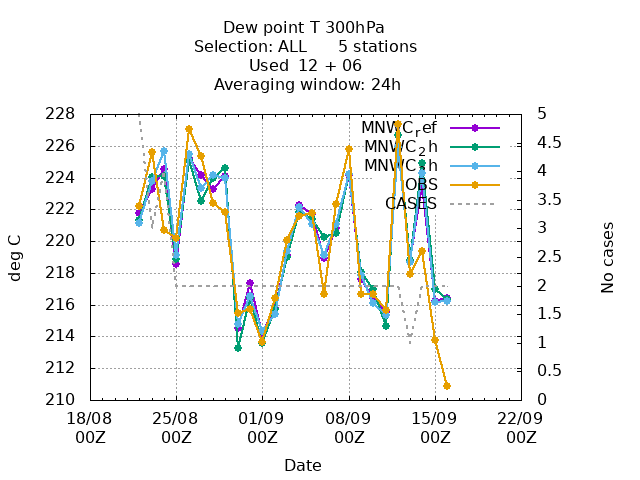 Dew point T 300hPa
Selection: ALL 5 stations
Used 12 + 06
Averaging window: 24h
228 5
226 4.5
224 4
222 3.5
220 3
218 2.5
216 2
214 1.5
212 1
210 0.5
0
MNWCref
MNWC2h
MNWC3h
OBS
CASES
deg C
No cases
18/08 25/08 01/09 08/09 15/09 22/09
00Z 00Z 00Z 00Z 00Z 00Z
Date